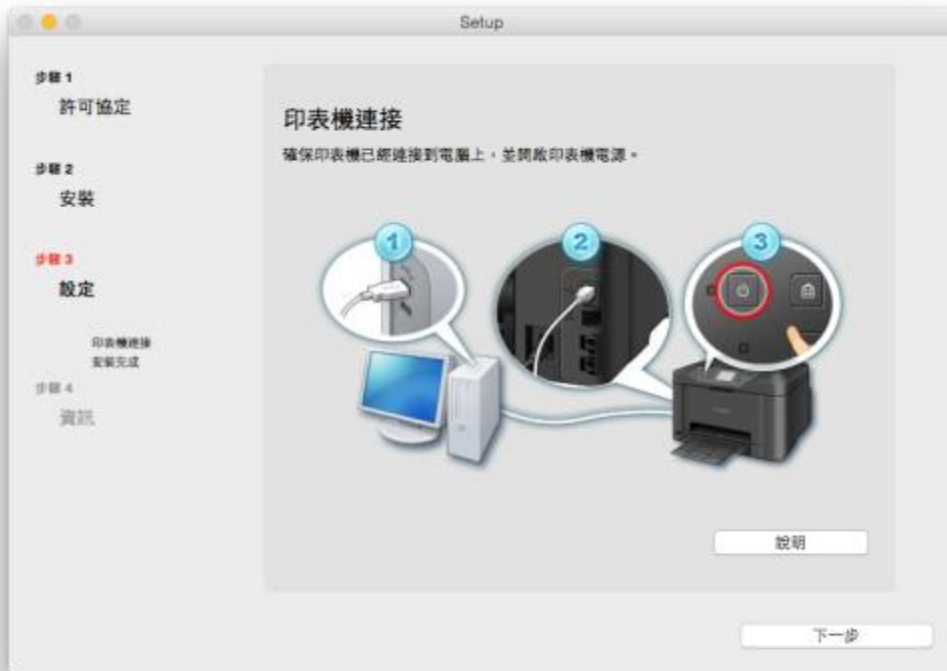 Setup
步驟 1
許可協定
步驟 2
安裝
步驟 3
設定
印表機連接
安裝完成
步驟 4
資訊
印表機連接
確保印表機已經連接到電腦上，並開啟印表機電源。
1
2
3
說明
下一步